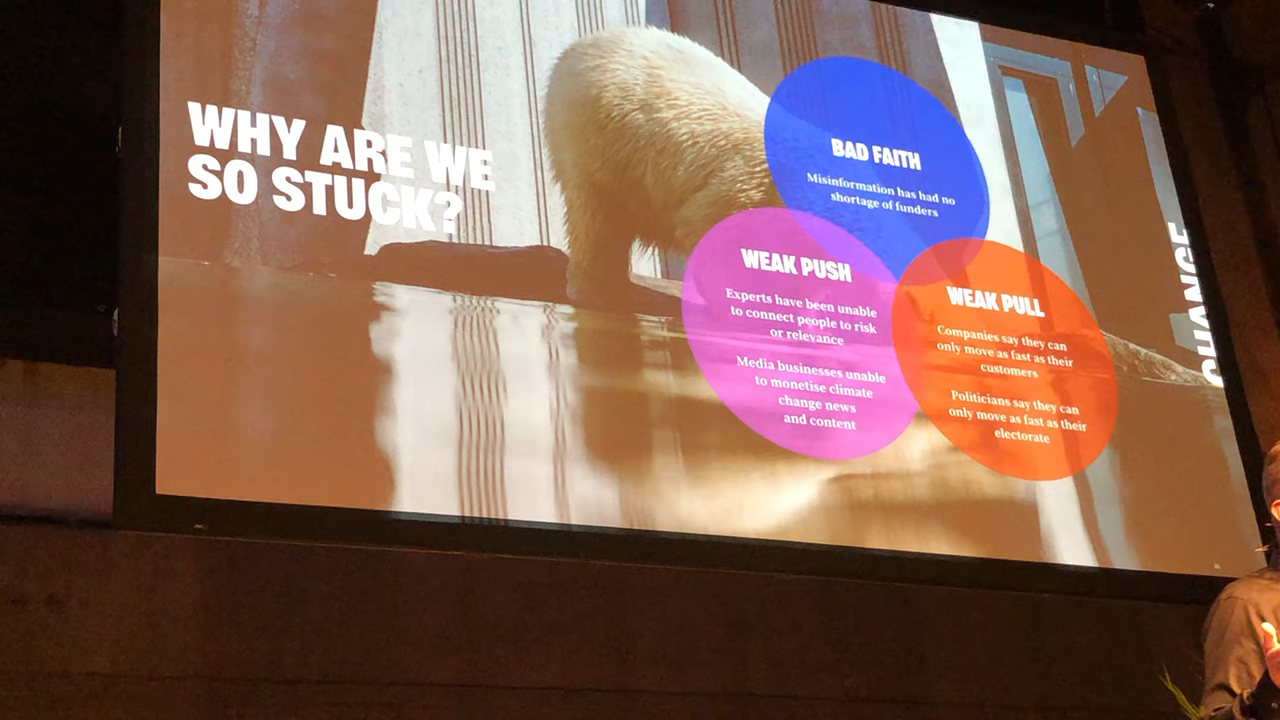 WHY ARE WE
SO STUCK?
BAD FAITH
Misinformation has had no
shortage of funders
WEAK PUSH
Experts have been unable
to connect people to risk
or relevance
Media businesses unable
to monetise climate
change news
and content
WEAK PULL
Companies say they can
only move as fast as their
customers
Politicians say they can
only move as fast as their
electorate
CHANGE